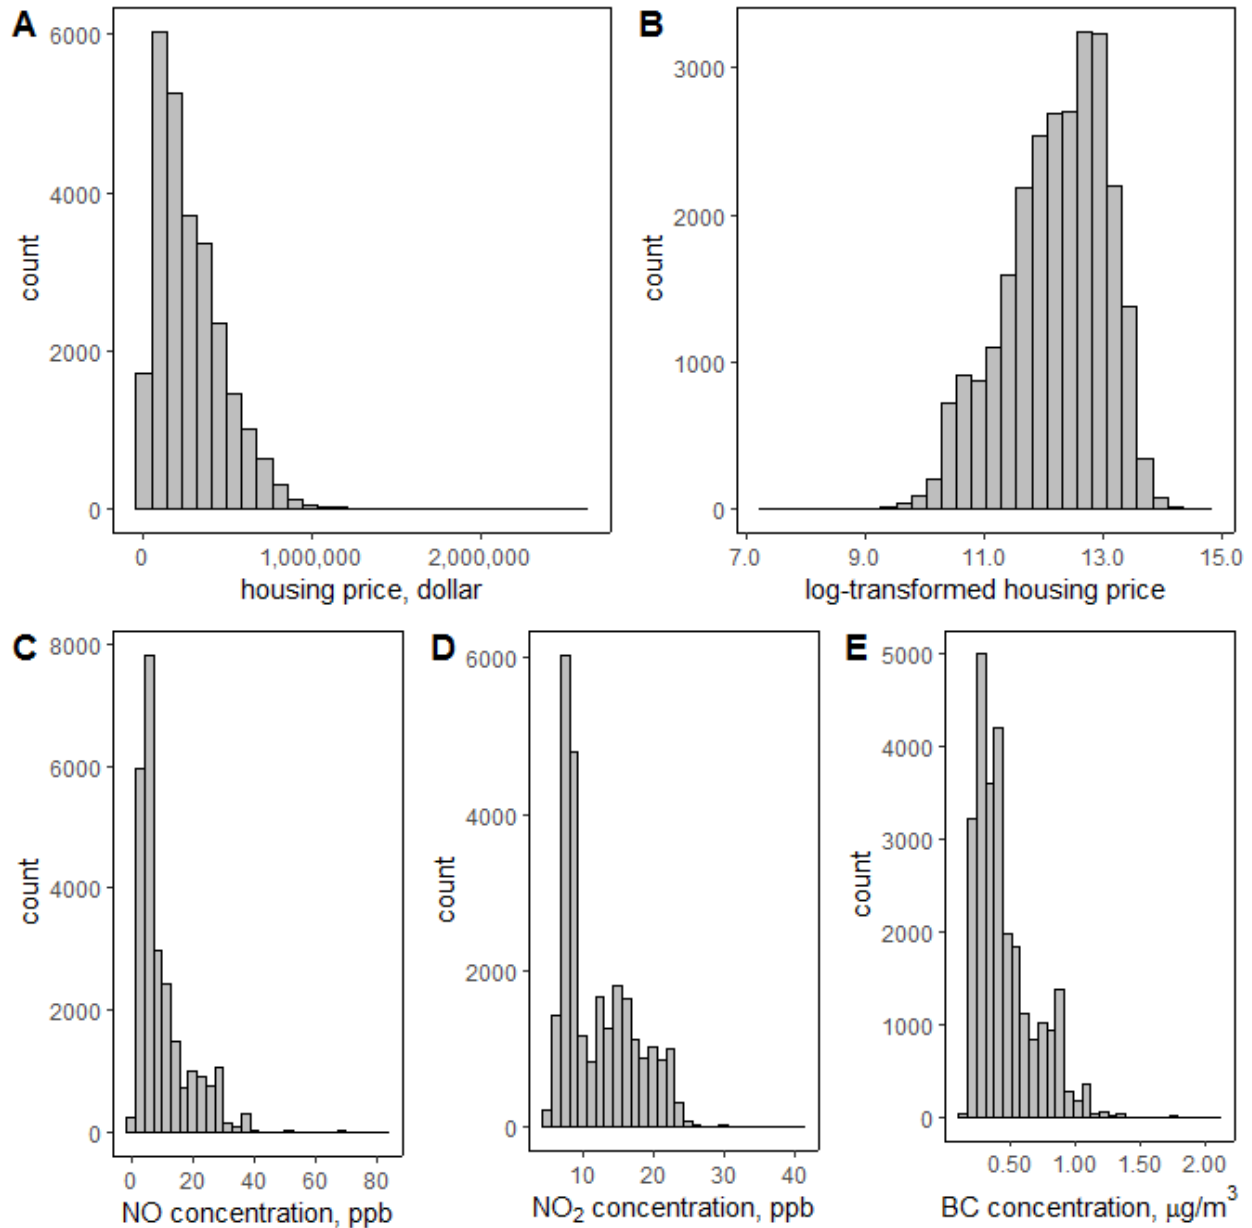 A
6000
4000
2000
0
count
0 1,000,000 2,000,000
housing price, dollar
B
3000
2000
1000
0
count
7.0 9.0 11.0 13.0 15.0
log-transformed housing price
C
8000
6000
4000
2000
0
count
0 20 40 60 80
NO concentration, ppb
D
6000
4000
2000
0
count
10 20 30 40
NO₂ concentration, ppb
E
5000
4000
3000
2000
1000
0
count
0.50 1.00 1.50 2.00
BC concentration, μg/m³